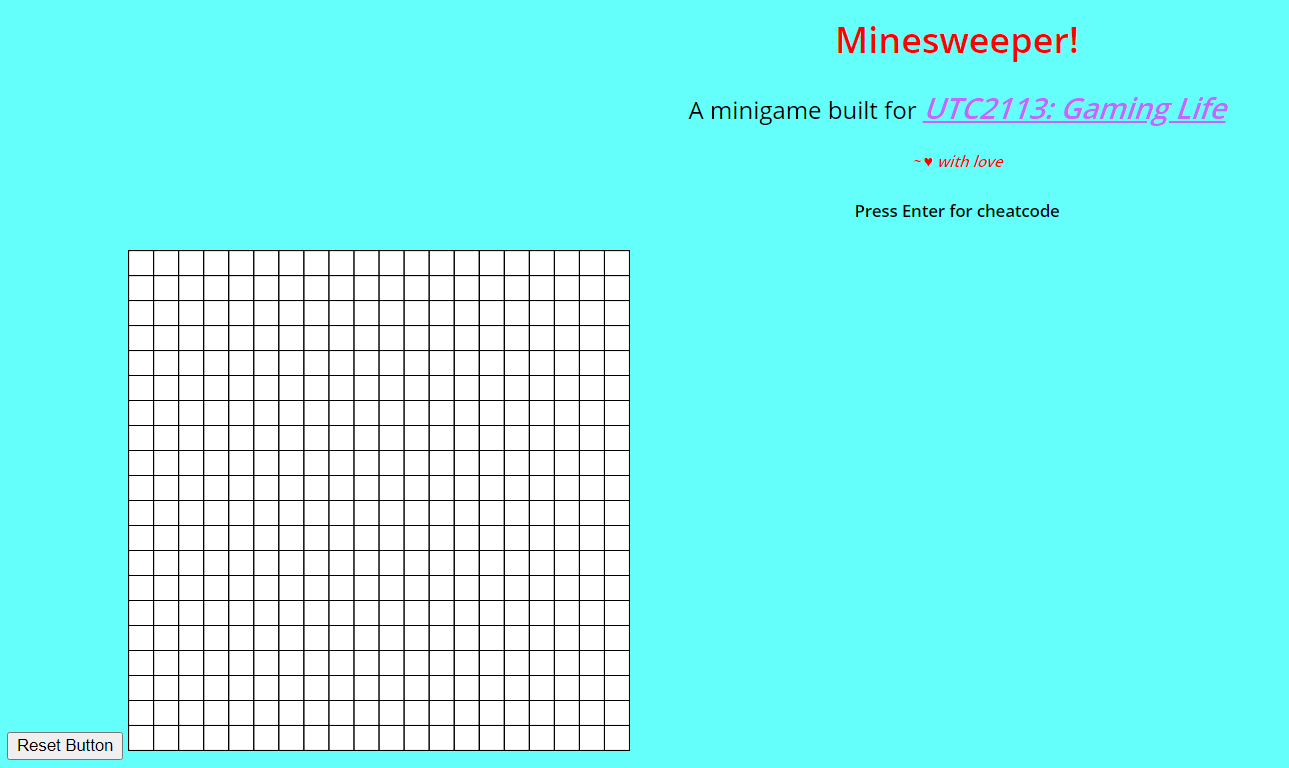 Minesweeper!
A minigame built for UTC2113: Gaming Life
~♥ with love
Press Enter for cheatcode
Reset Button